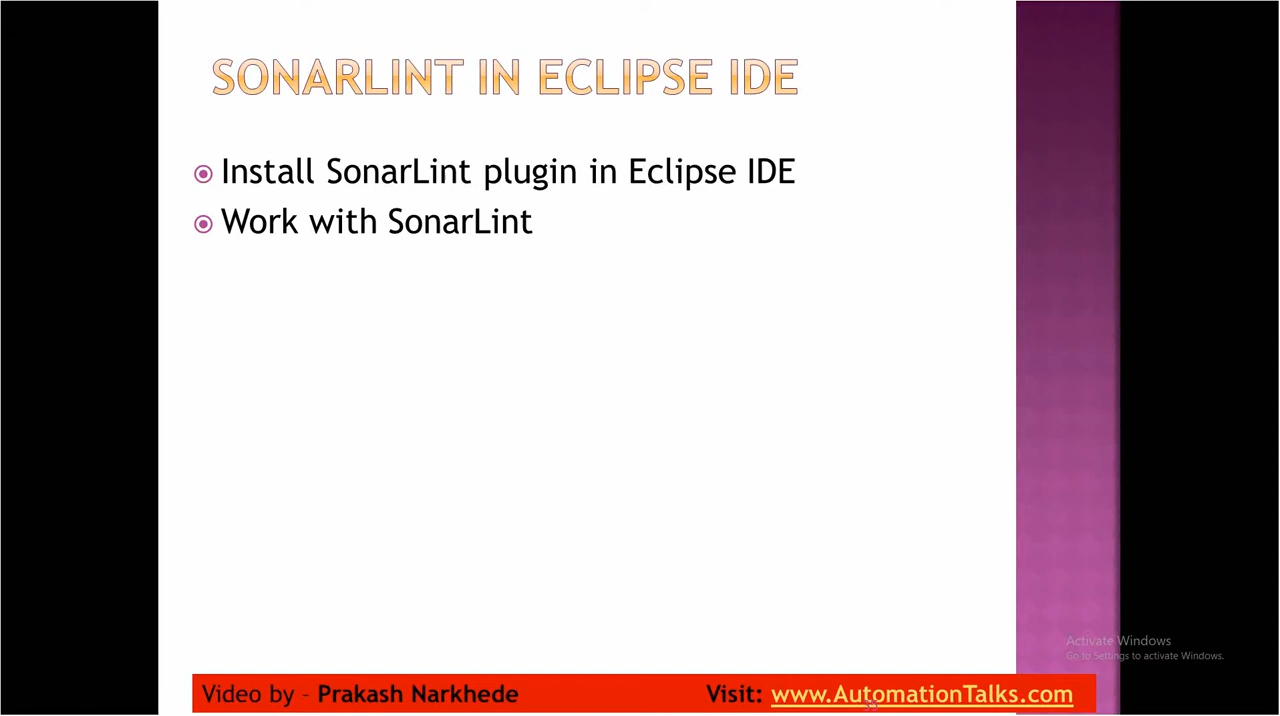 SONARLINT IN ECLIPSE IDE
Install SonarLint plugin in Eclipse IDE
Work with SonarLint
Activate Windows
Go to Settings to activate Windows.
Video by - Prakash Narkhede Visit: www.AutomationTalks.com